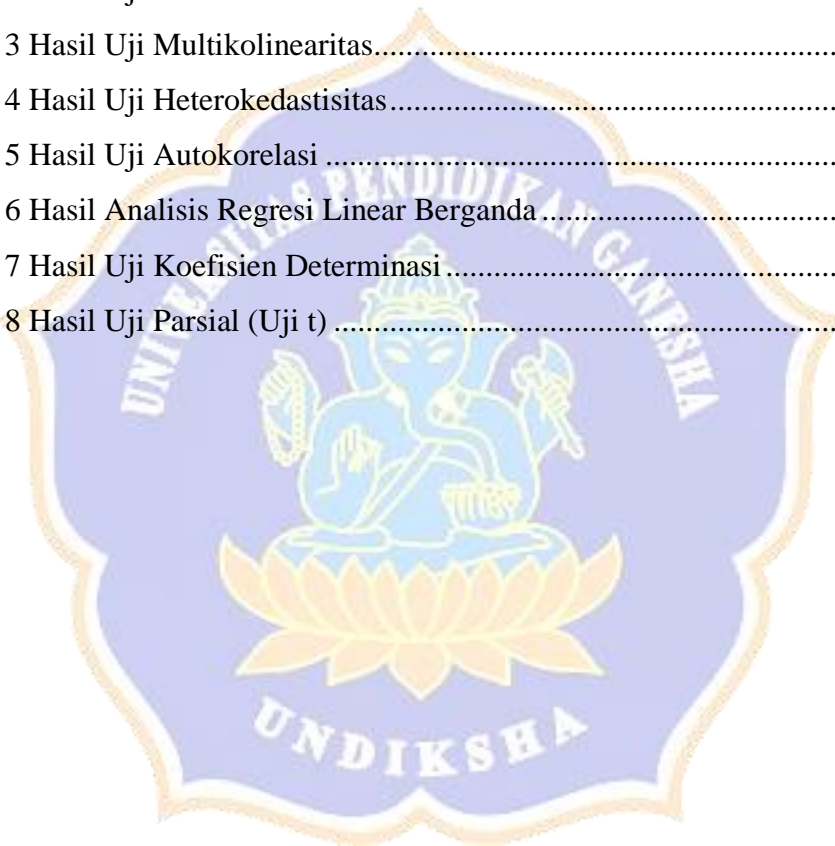 3 Hasil Uji Multikolinearitas..........................................................
4 Hasil Uji Heterokedastisitas........................................................
5 Hasil Uji Autokorelasi ................................................................
6 Hasil Analisis Regresi Linear Berganda ......................................
7 Hasil Uji Koefisien Determinasi..................................................
8 Hasil Uji Parsial (Uji t) ...............................................................
UNIVERSITAS PENDIDIKAN GANESHA
UNDIKSHA